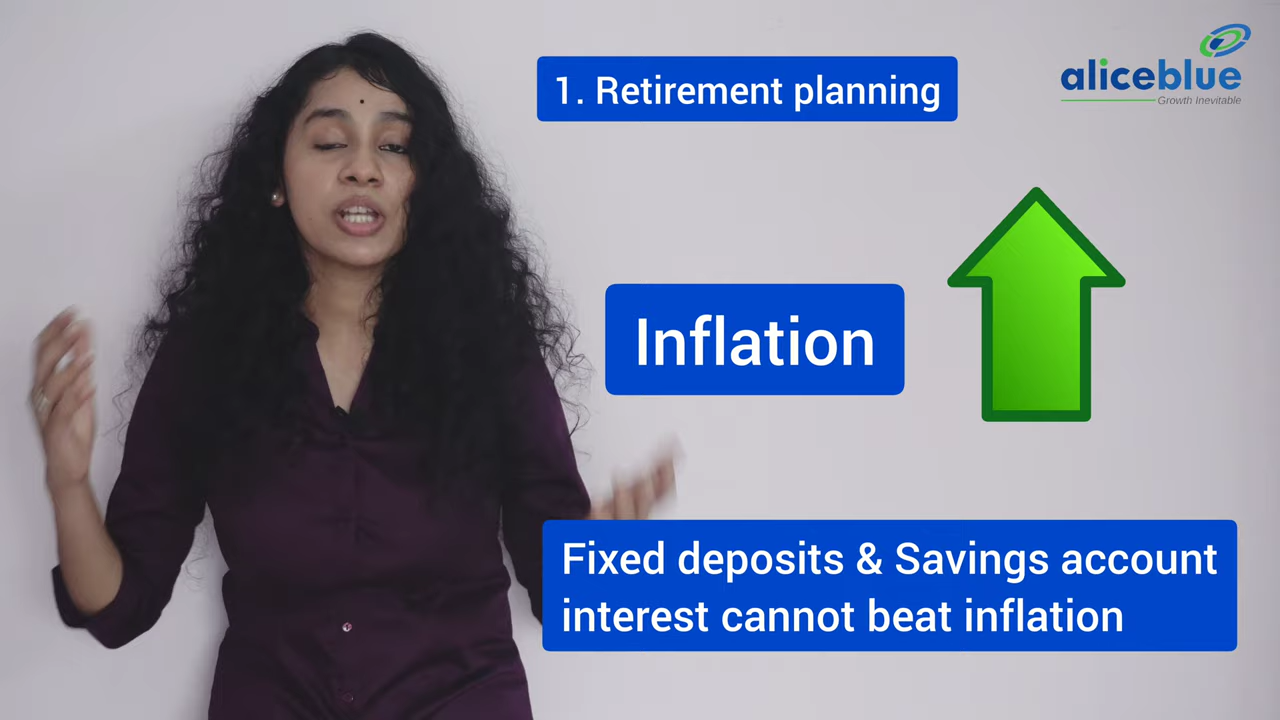 1. Retirement planning
aliceblue
Growth Inevitable
Inflation
Fixed deposits & Savings account
interest cannot beat inflation